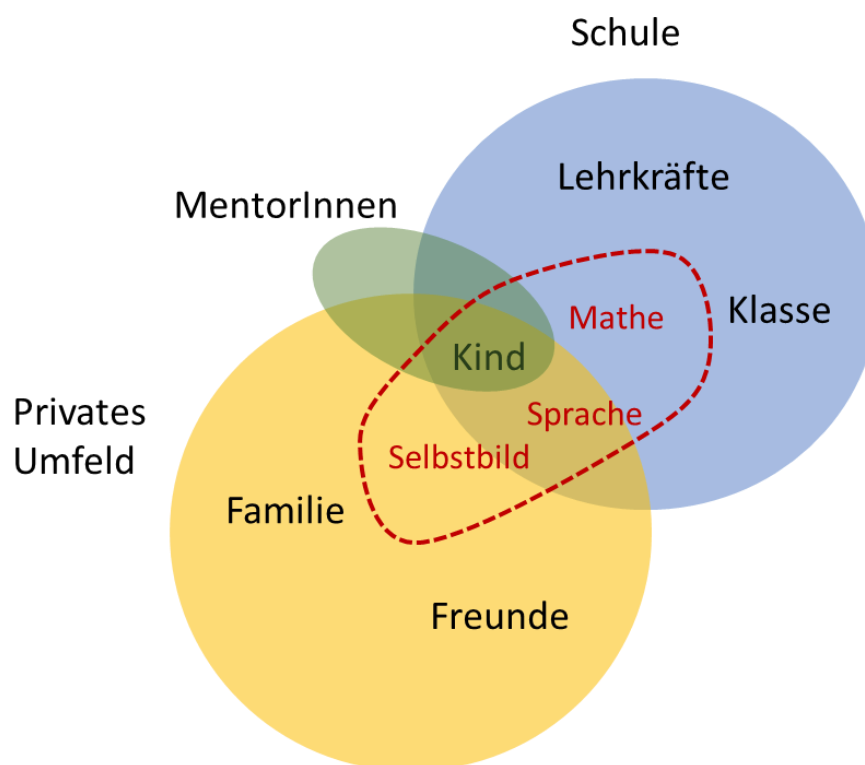 Schule
Lehrkräfte
MentorInnen
Klasse
Mathe
Kind
Privates
Umfeld
Sprache
Selbstbild
Familie
Freunde